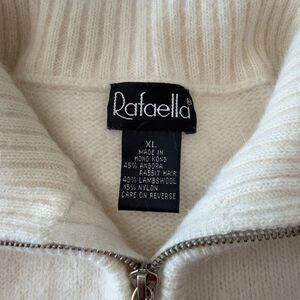 Rafaella®
XL
MADE IN
HONG KONG
45% ANGORA
RABBIT HAIR
40% LAMBSWOOL
15% NYLON
CARE ON REVERSE